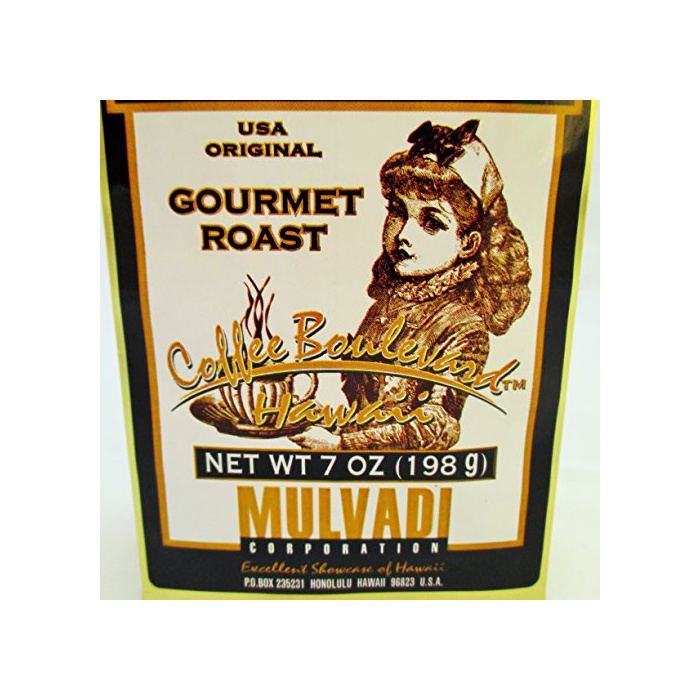 USA
ORIGINAL
GOURMET
ROAST
Coffee Boulevard™
Hawaii
NET WT 7 OZ (198 g)
MULVADI
CORPORATION
Excellent Showcase of Hawaii
P.O.BOX 235231 HONOLULU HAWAII 96823 U.S.A.